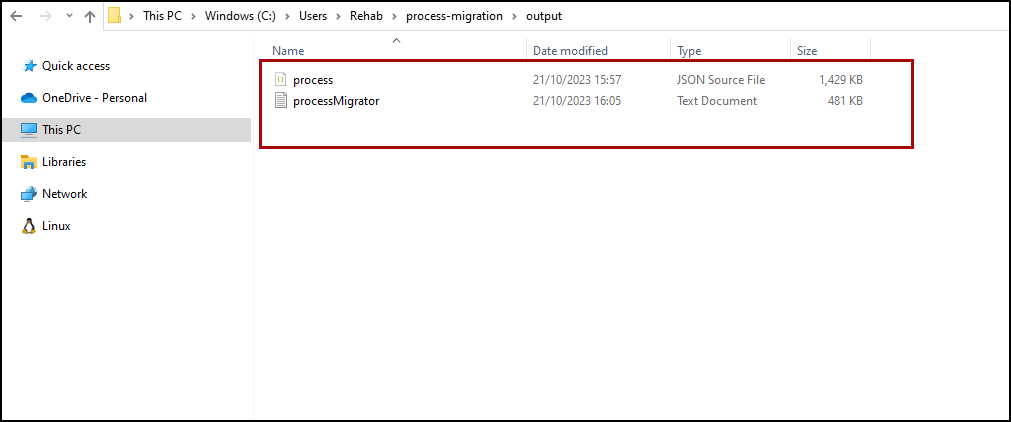 This PC > Windows (C:) > Users > Rehab > process-migration > output
Name Date modified Type Size
Quick access
process 21/10/2023 15:57 JSON Source File 1,429 KB
OneDrive - Personal
processMigrator 21/10/2023 16:05 Text Document 481 KB
This PC
Libraries
Network
Linux